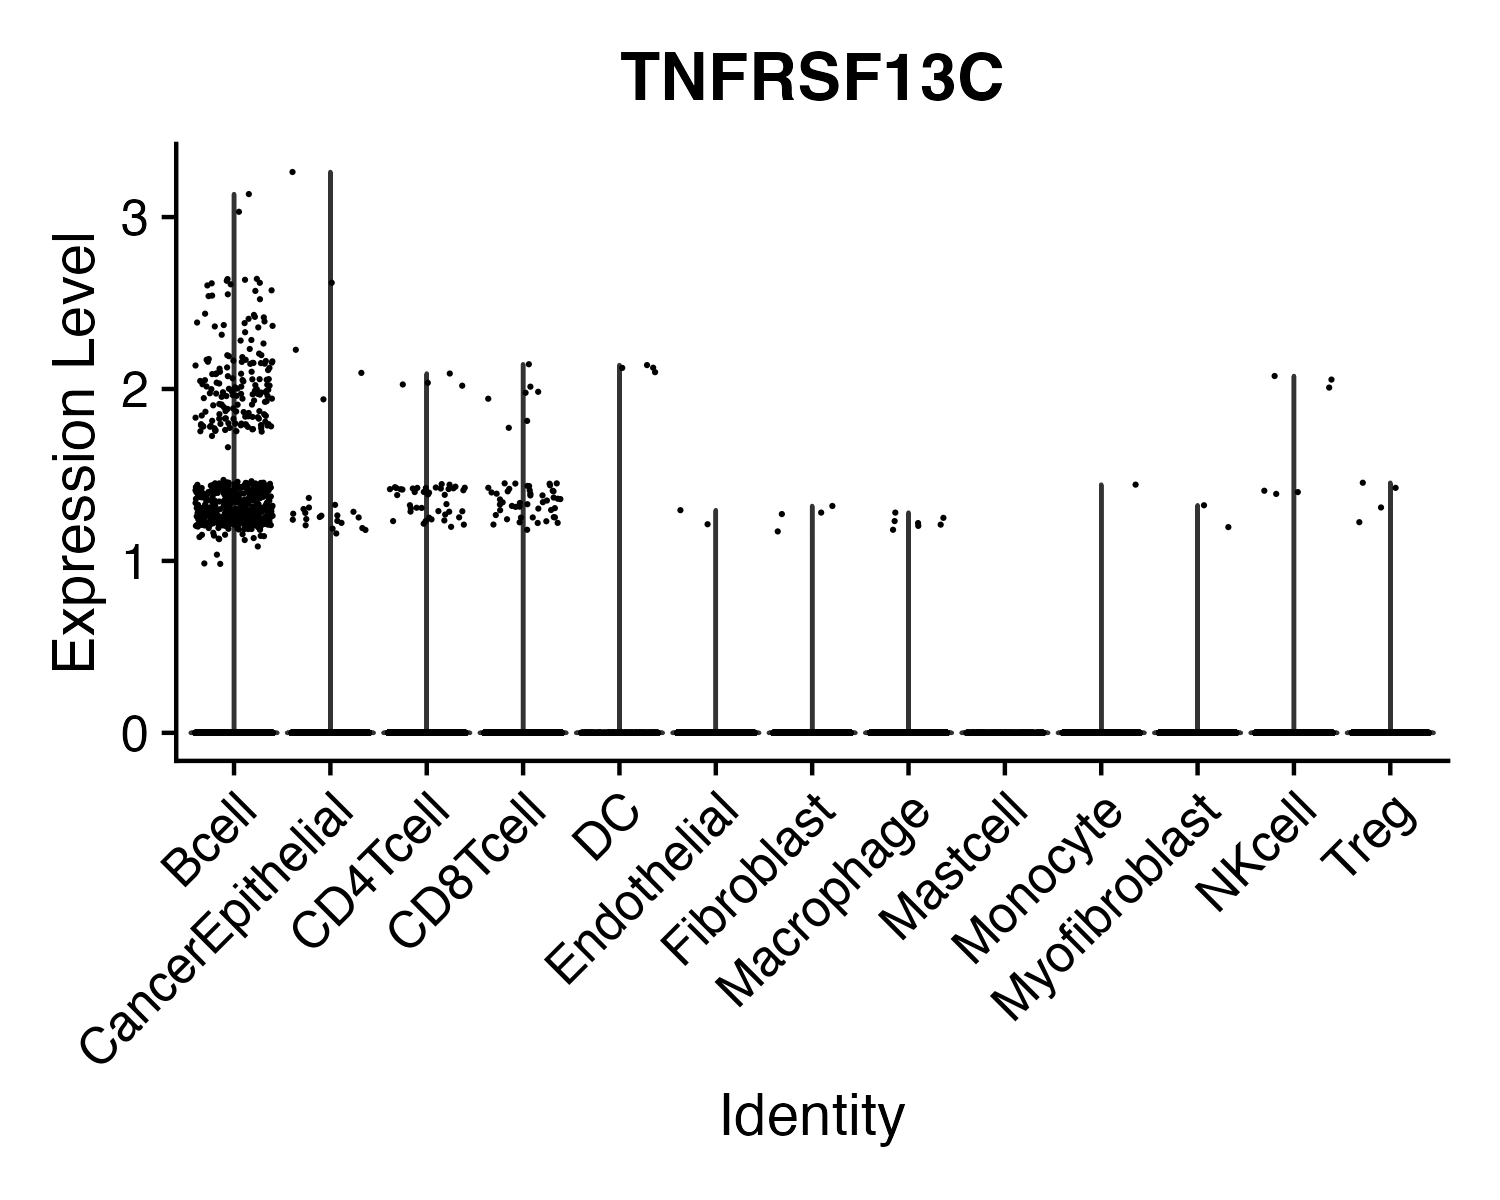 TNFRSF13C
Expression Level
3
2
1
0
Bcell
CancerEpithelial
CD4Tcell
CD8Tcell
DC
Endothelial
Fibroblast
Macrophage
Mastcell
Monocyte
Myofibroblast
NKcell
Treg
Identity